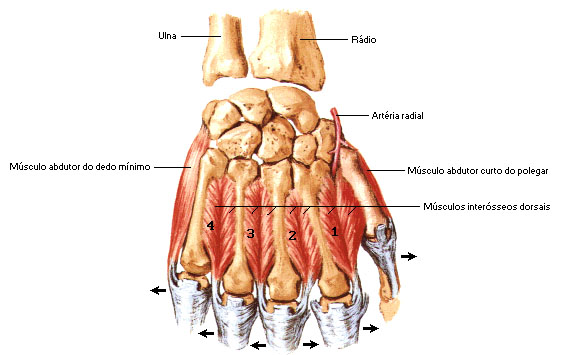 Ulna
Rádio
Artéria radial
Músculo abdutor do dedo mínimo
Músculo abdutor curto do polegar
Músculos interósseos dorsais
4
3
2
1